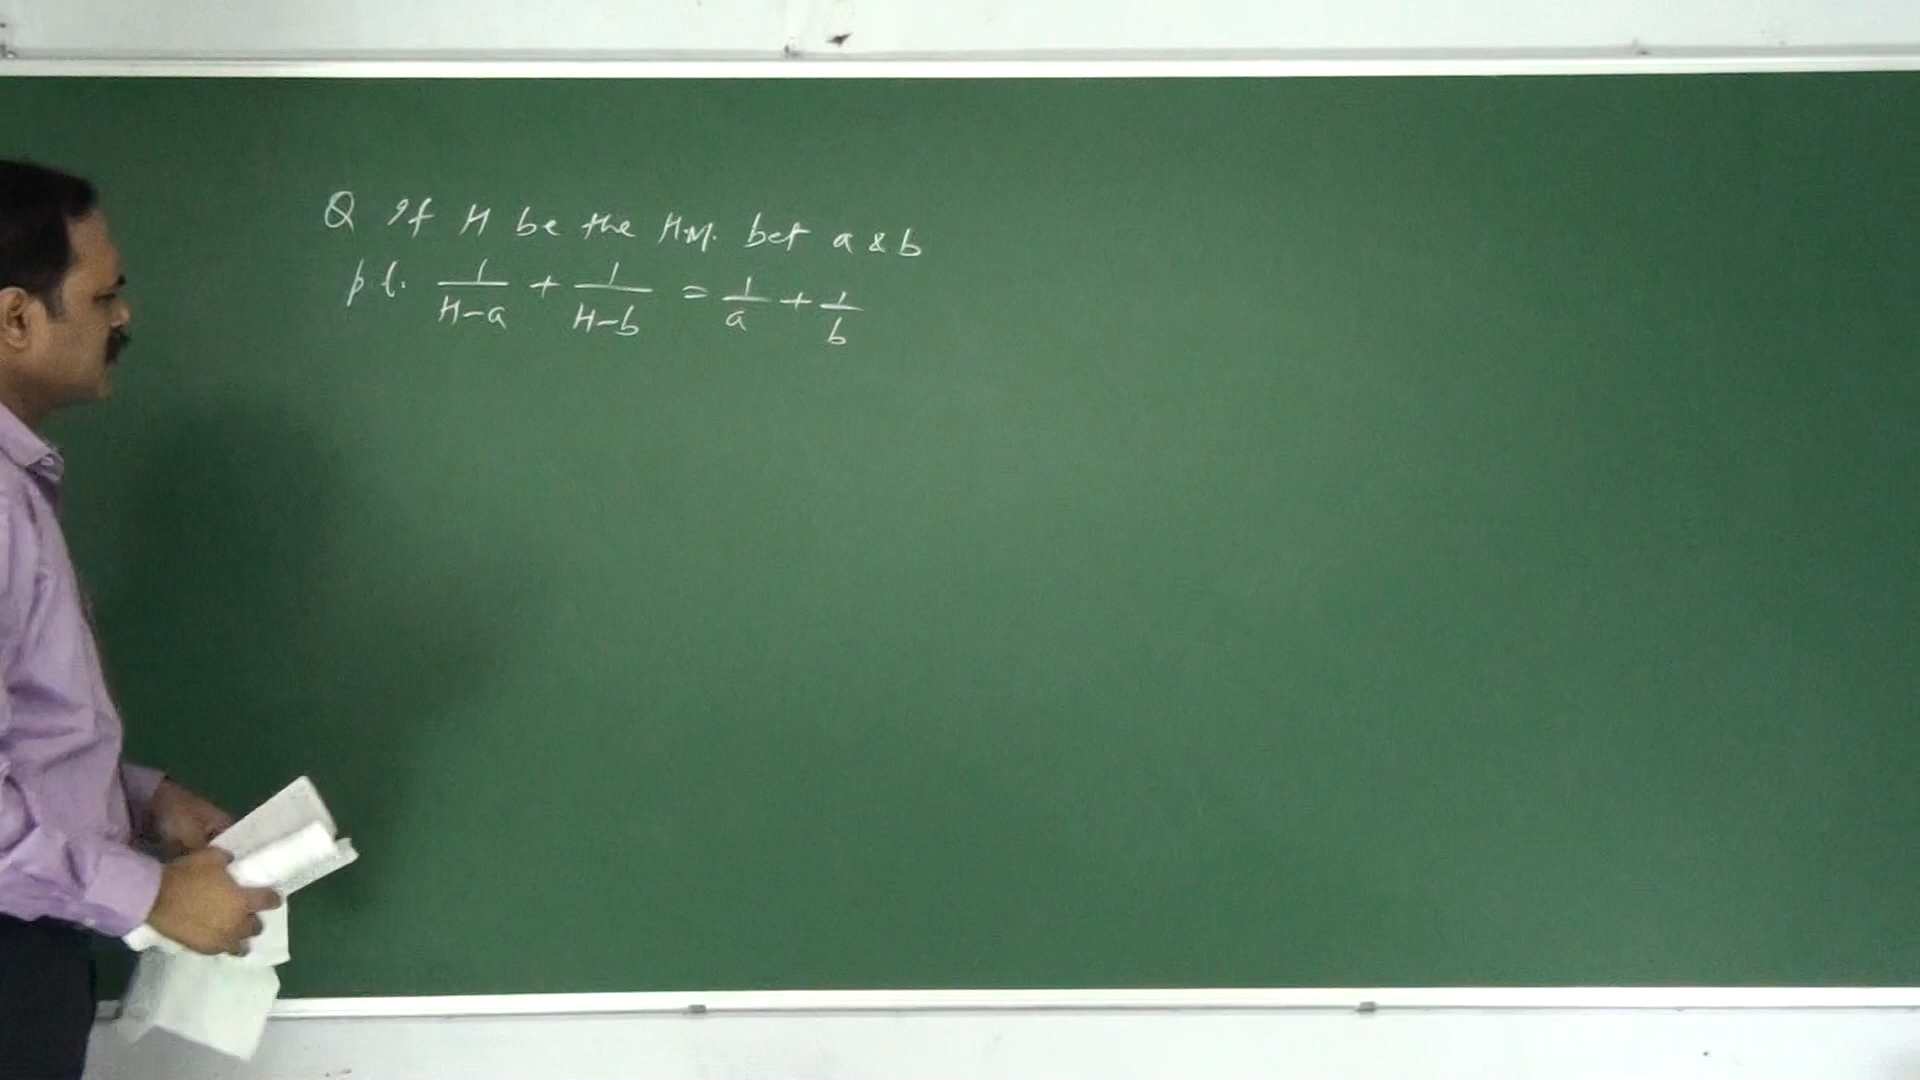 Q If H be the H.M. bet a & b
p.t. 1/(H-a) + 1/(H-b) = 1/a + 1/b